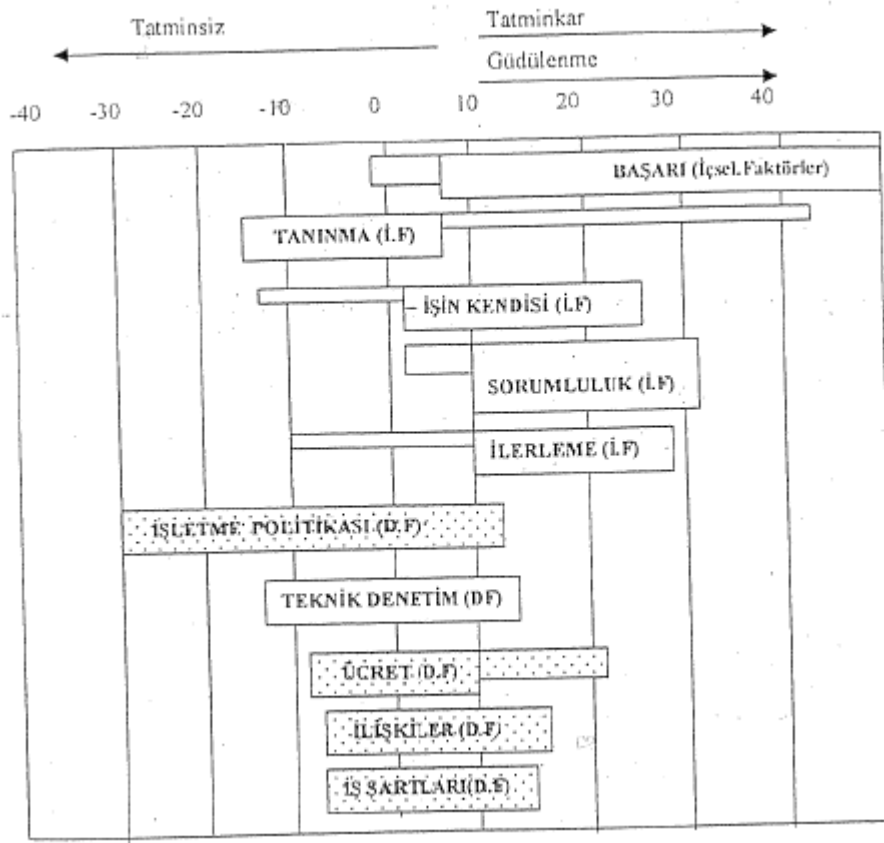 Tatminsiz
Tatminkar
Güdülenme
-40 -30 -20 -10 0 10 20 30 40
BAŞARI (İçsel.Faktörler)
TANINMA (İ.F)
– İŞİN KENDİSİ (İ.F)
SORUMLULUK (İ.F)
İLERLEME (İ.F)
İŞLETME POLİTİKASI (D.F)
TEKNİK DENETİM (DF)
ÜCRET (D.F)
İLİŞKİLER (D.F)
İŞ ŞARTLARI(D.F)